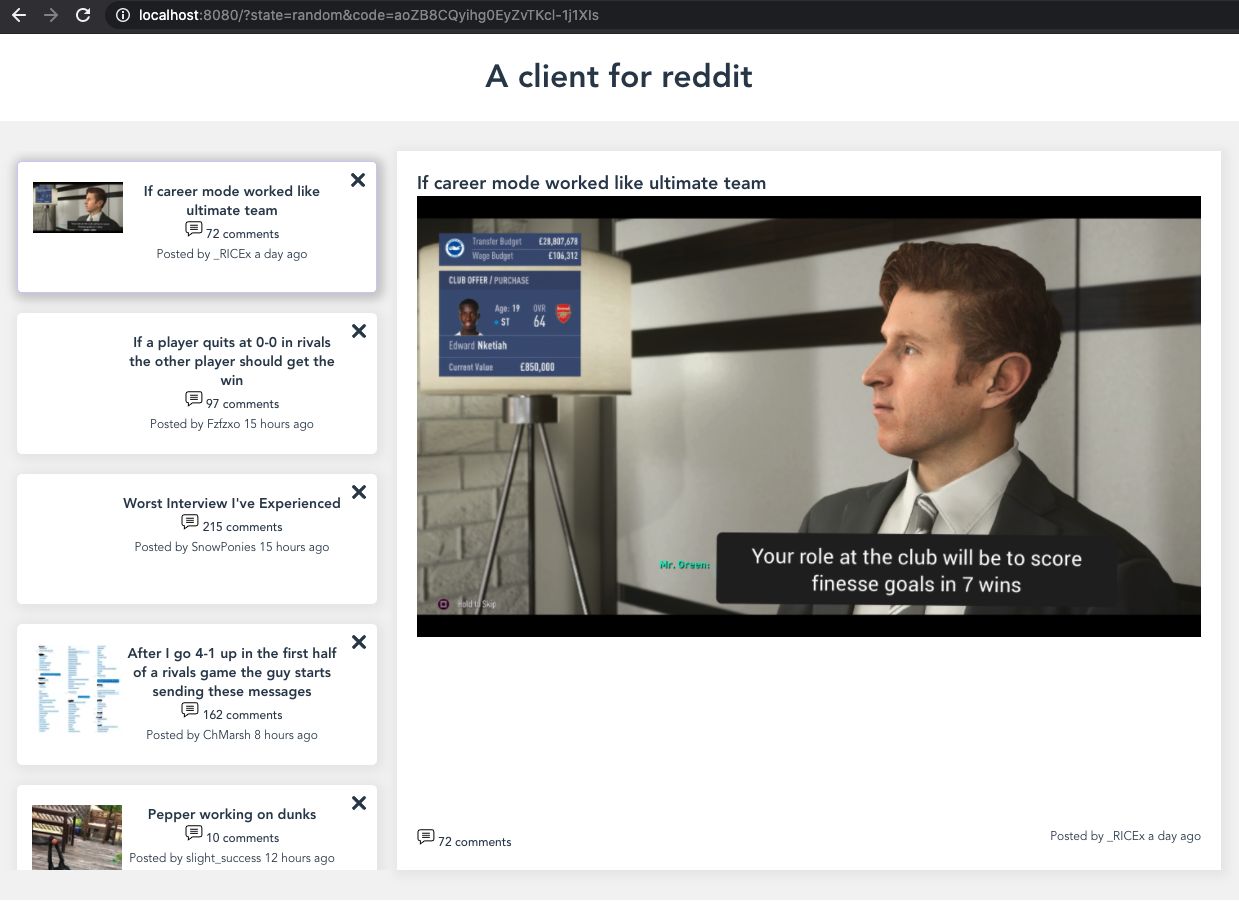 localhost:8080/?state=random&code=aoZB8CQyihg0EyZvTKcl-1j1XIs
A client for reddit
If career mode worked like
ultimate team
72 comments
Posted by _RICEx a day ago
If a player quits at 0-0 in rivals
the other player should get the
win
97 comments
Posted by Fzfzxo 15 hours ago
Worst Interview I've Experienced
215 comments
Posted by SnowPonies 15 hours ago
After I go 4-1 up in the first half
of a rivals game the guy starts
sending these messages
162 comments
Posted by ChMarsh 8 hours ago
Pepper working on dunks
10 comments
Posted by slight_success 12 hours ago
If career mode worked like ultimate team
Transfer Budget £28,807,678
Wage Budget £106,312
CLUB OFFER / PURCHASE
Age: 19 OVR
ST 64
Edward Nketiah
Current Value £850,000
Mr. Green:
Your role at the club will be to score
finesse goals in 7 wins
Hold to Skip
72 comments
Posted by _RICEx a day ago